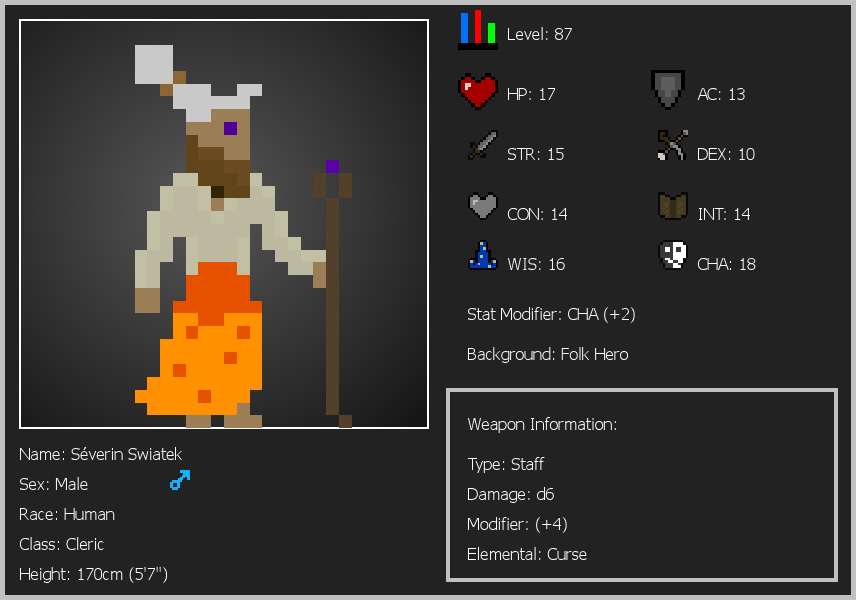 Level: 87
HP: 17
AC: 13
STR: 15
DEX: 10
CON: 14
INT: 14
WIS: 16
CHA: 18
Stat Modifier: CHA (+2)
Background: Folk Hero
Weapon Information:
Type: Staff
Damage: d6
Modifier: (+4)
Elemental: Curse
Name: Séverin Swiatek
Sex: Male
Race: Human
Class: Cleric
Height: 170cm (5'7")